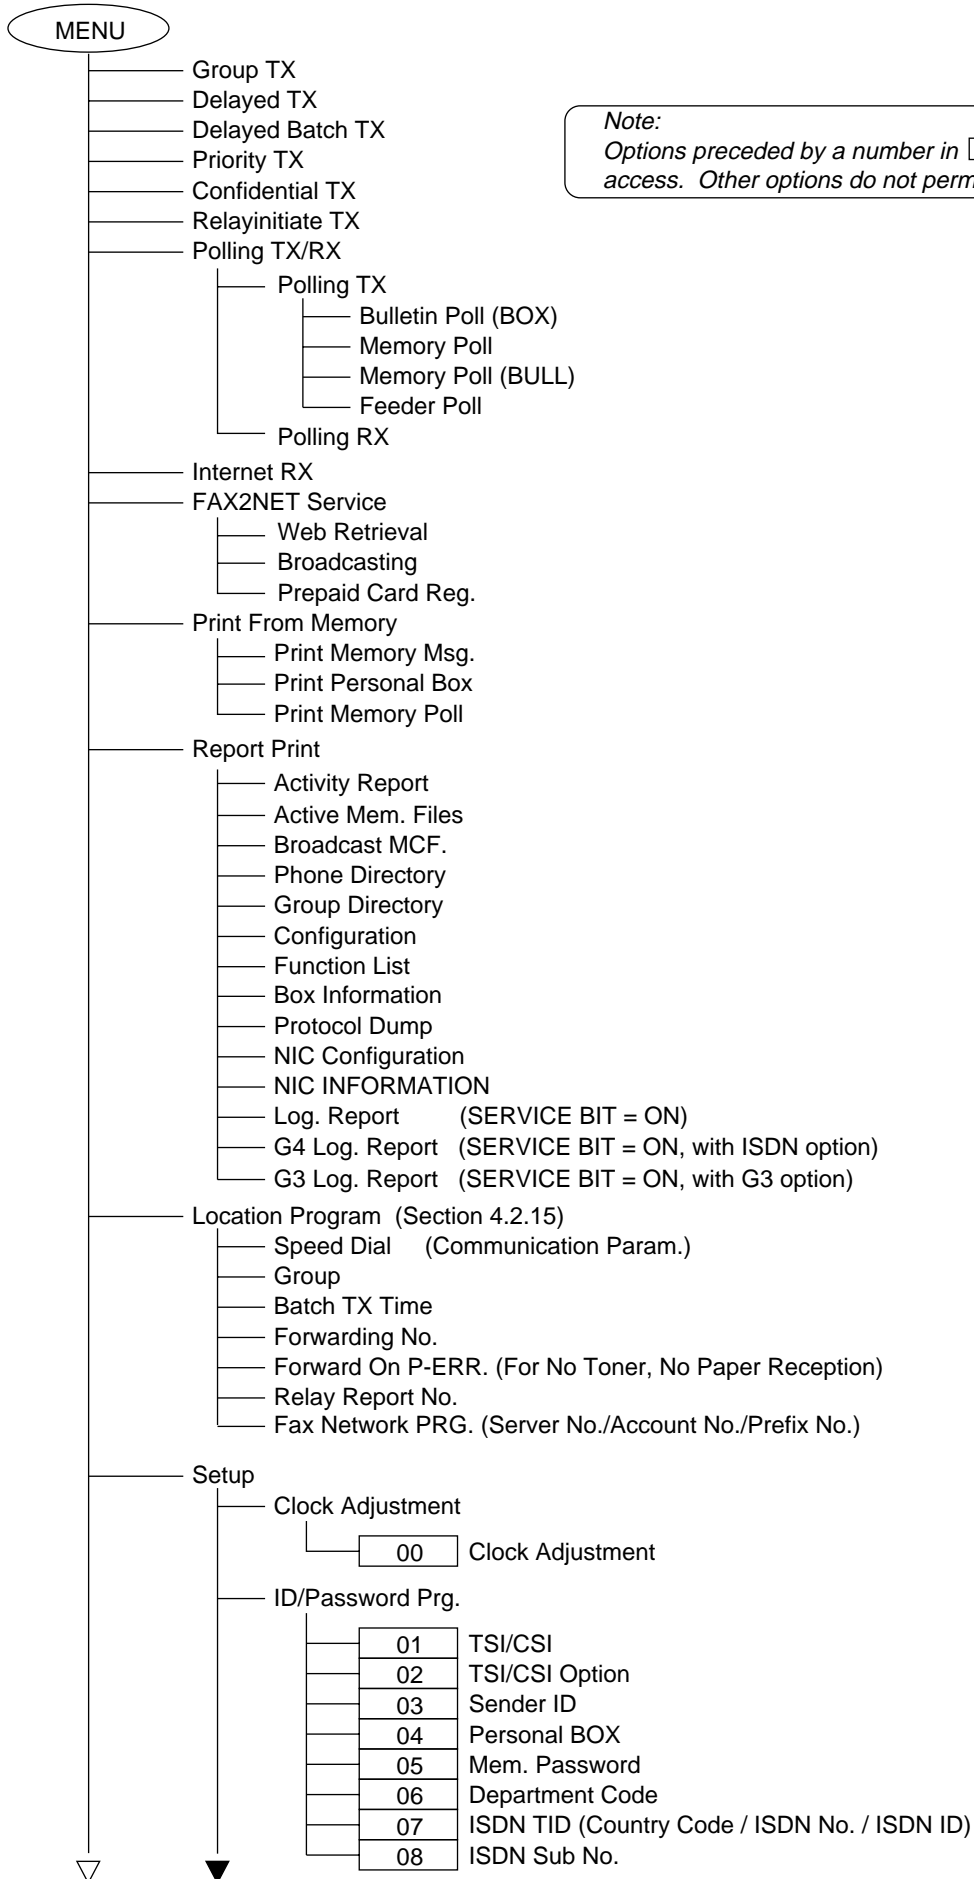 MENU
Group TX
Delayed TX
Delayed Batch TX
Priority TX
Confidential TX
Relayinitiate TX
Polling TX/RX
Polling TX
Bulletin Poll (BOX)
Memory Poll
Memory Poll (BULL)
Feeder Poll
Polling RX
Internet RX
FAX2NET Service
Web Retrieval
Broadcasting
Prepaid Card Reg.
Print From Memory
Print Memory Msg.
Print Personal Box
Print Memory Poll
Report Print
Activity Report
Active Mem. Files
Broadcast MCF.
Phone Directory
Group Directory
Configuration
Function List
Box Information
Protocol Dump
NIC Configuration
NIC INFORMATION
Log. Report (SERVICE BIT = ON)
G4 Log. Report (SERVICE BIT = ON, with ISDN option)
G3 Log. Report (SERVICE BIT = ON, with G3 option)
Location Program (Section 4.2.15)
Speed Dial (Communication Param.)
Group
Batch TX Time
Forwarding No.
Forward On P-ERR. (For No Toner, No Paper Reception)
Relay Report No.
Fax Network PRG. (Server No./Account No./Prefix No.)
Setup
Clock Adjustment
00 Clock Adjustment
ID/Password Prg.
01 TSI/CSI
02 TSI/CSI Option
03 Sender ID
04 Personal BOX
05 Mem. Password
06 Department Code
07 ISDN TID (Country Code / ISDN No. / ISDN ID)
08 ISDN Sub No.
Note:
Options preceded by a number in
access. Other options do not perm